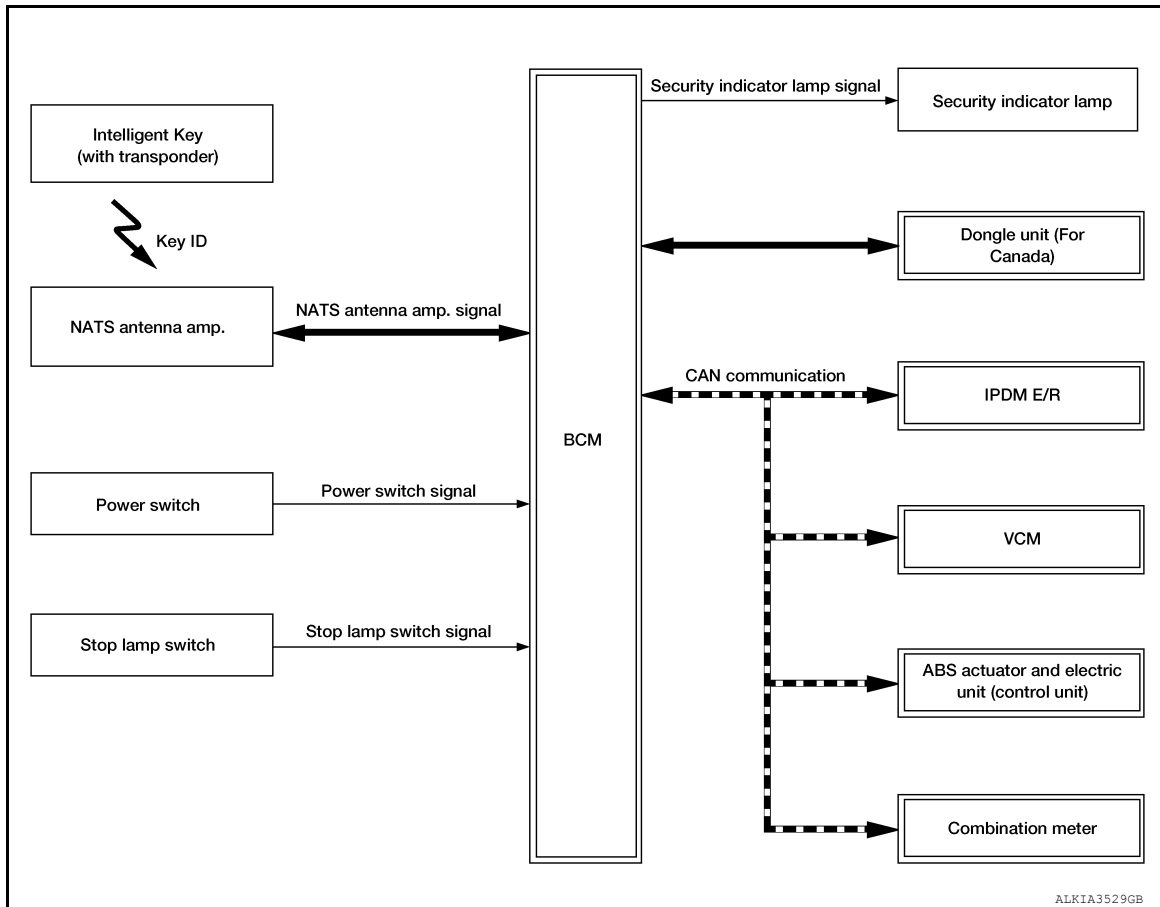 Intelligent Key
(with transponder)
Key ID
NATS antenna amp.
NATS antenna amp. signal
Power switch
Power switch signal
Stop lamp switch
Stop lamp switch signal
BCM
Security indicator lamp signal
Security indicator lamp
Dongle unit (For
Canada)
CAN communication
IPDM E/R
VCM
ABS actuator and electric
unit (control unit)
Combination meter
ALKIA3529GB